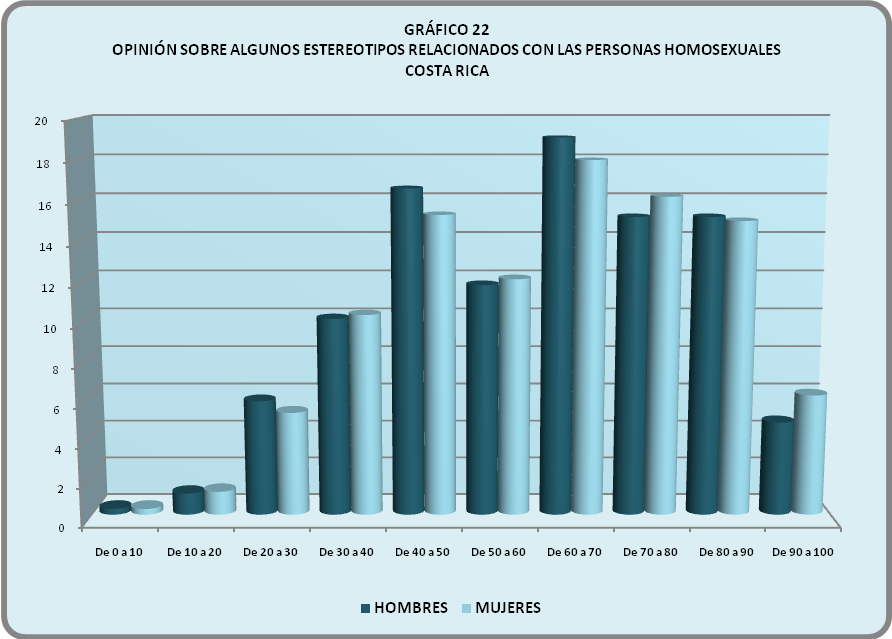 GRÁFICO 22
OPINIÓN SOBRE ALGUNOS ESTEREOTIPOS RELACIONADOS CON LAS PERSONAS HOMOSEXUALES
COSTA RICA
20
18
16
14
12
10
8
6
4
2
0
De 0 a 10 De 10 a 20 De 20 a 30 De 30 a 40 De 40 a 50 De 50 a 60 De 60 a 70 De 70 a 80 De 80 a 90 De 90 a 100
HOMBRES MUJERES